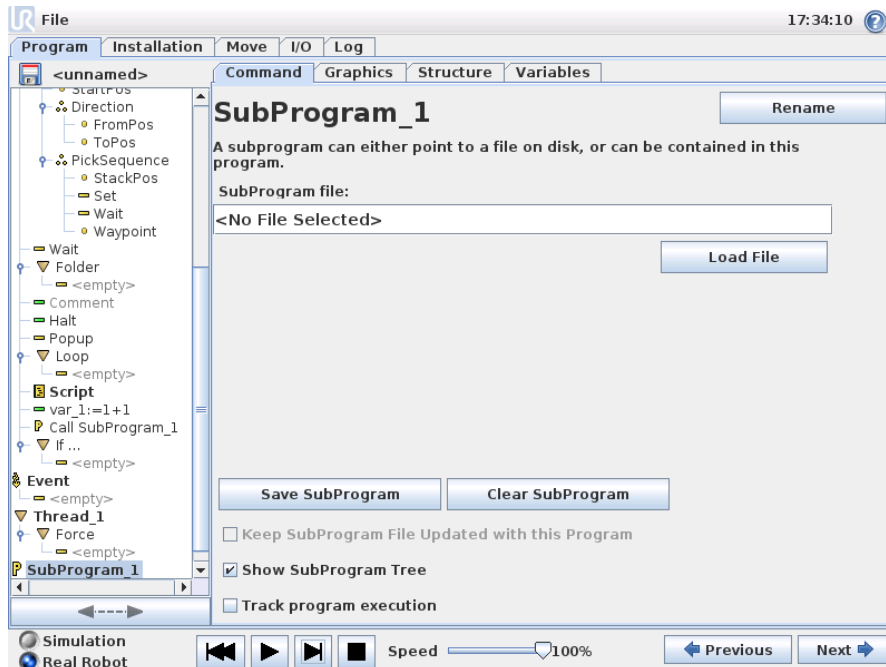 UR File 17:34:10 ?
Program Installation Move I/O Log
<unnamed>
StartPos
Direction
FromPos
ToPos
PickSequence
StackPos
Set
Wait
Waypoint
Wait
Folder
<empty>
Comment
Halt
Popup
Loop
<empty>
Script
var_1:=1+1
P Call SubProgram_1
If ...
<empty>
Event
<empty>
Thread_1
Force
<empty>
P SubProgram_1
Command Graphics Structure Variables
SubProgram_1
Rename
A subprogram can either point to a file on disk, or can be contained in this
program.
SubProgram file:
<No File Selected>
Load File
Save SubProgram Clear SubProgram
Keep SubProgram File Updated with this Program
Show SubProgram Tree
Track program execution
Simulation
Real Robot
Speed 100%
Previous Next